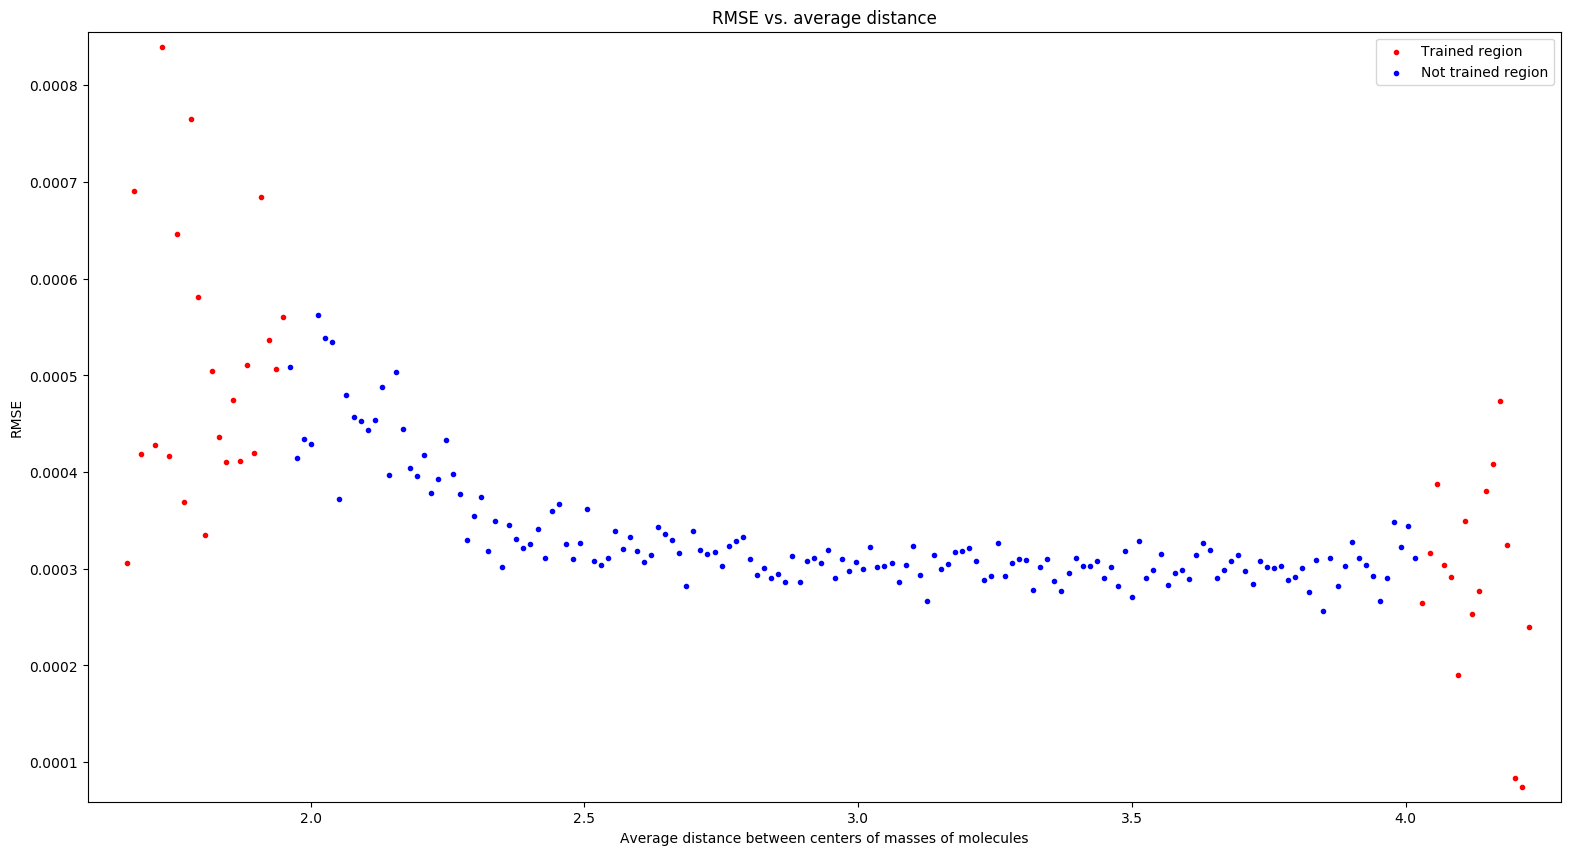 RMSE vs. average distance
Trained region
Not trained region
0.0008
0.0007
0.0006
0.0005
0.0004
0.0003
0.0002
0.0001
RMSE
2.0
2.5
3.0
3.5
4.0
Average distance between centers of masses of molecules